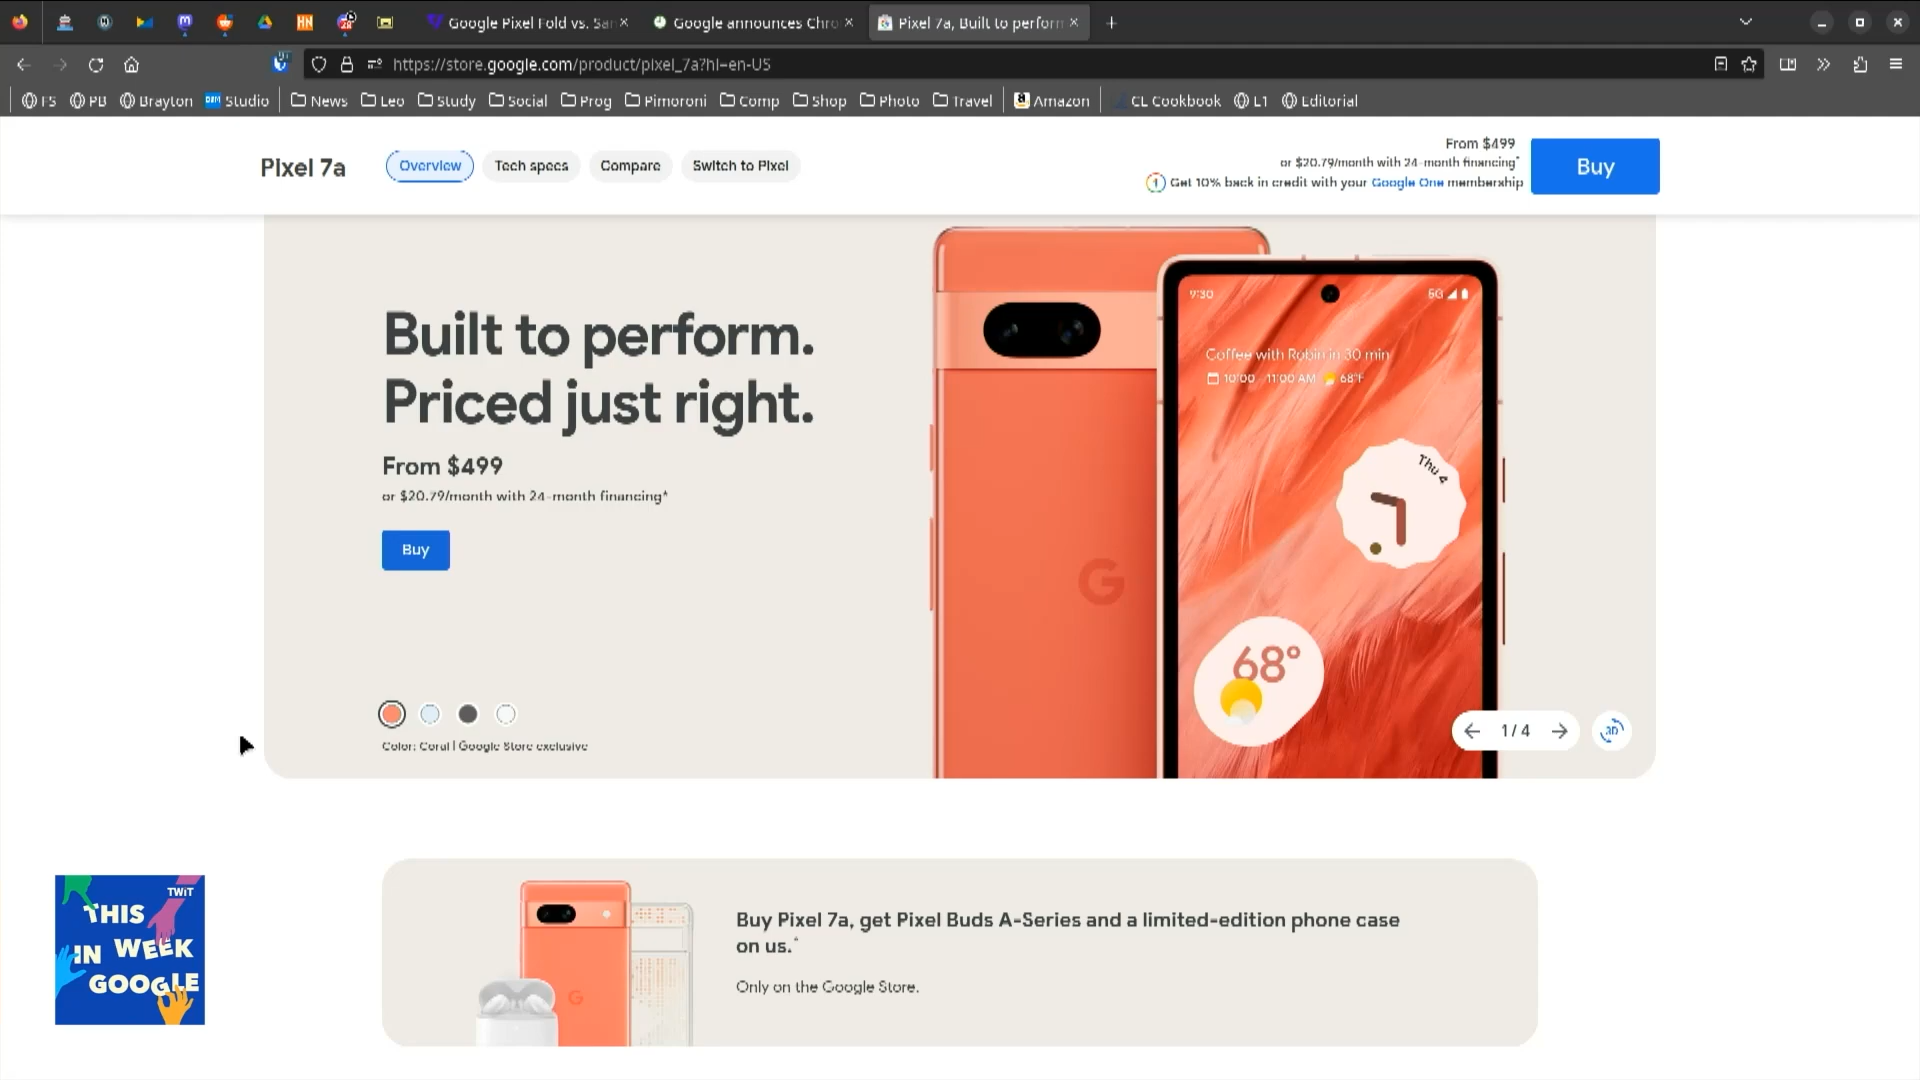 Google Pixel Fold vs. Sar
Google announces Chro
Pixel 7a, Built to perforn
https://store.google.com/product/pixel_7a?hl=en-US
FS PB Brayton Studio News Leo Study Social Prog Pimoroni Comp Shop Photo Travel Amazon CL Cookbook L1 Editorial
Pixel 7a
Overview
Tech specs
Compare
Switch to Pixel
From $499
or $20.79/month with 24-month financing*
Get 10% back in credit with your Google One membership
Buy
Built to perform.
Priced just right.
From $499
or $20.79/month with 24-month financing*
Buy
Color: Coral | Google Store exclusive
9:30
5G
Coffee with Robin in 30 min
10:00 - 11:00 AM 68°F
Thu 4
68°
G
1 / 4
3D
Buy Pixel 7a, get Pixel Buds A-Series and a limited-edition phone case
on us.^
Only on the Google Store.
TWiT
THIS
IN WEEK
GOOGLE